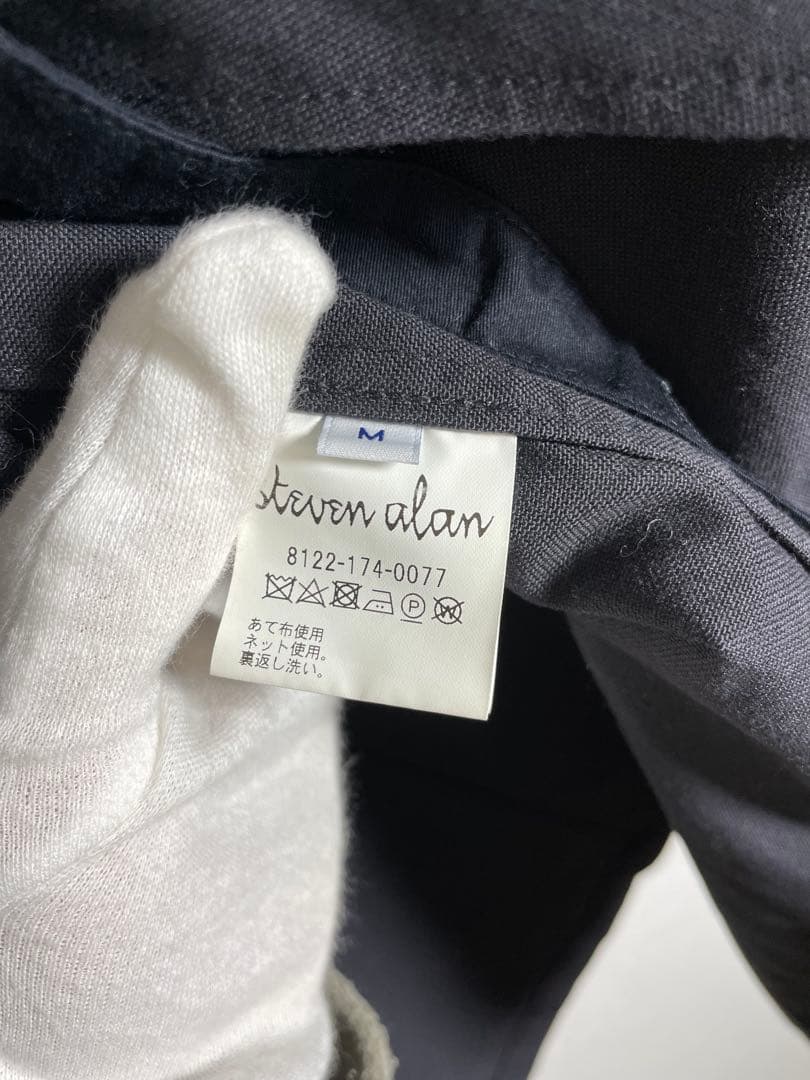 M
steven alan
8122-174-0077
P W
あて布使用
ネット使用。
裏返し洗い。